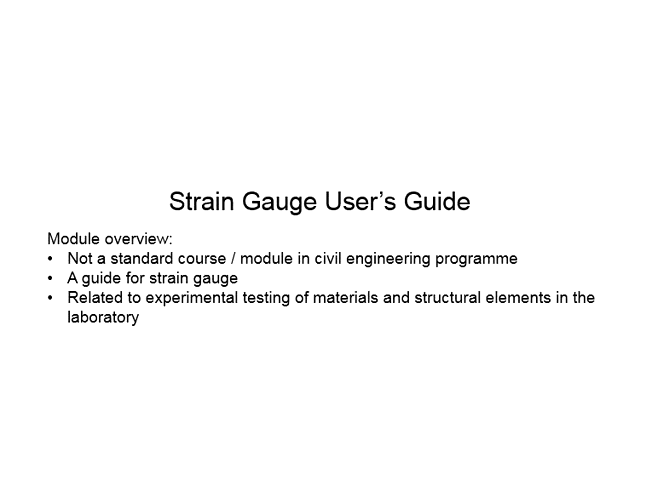 Strain Gauge User’s Guide
Module overview:
• Not a standard course / module in civil engineering programme
• A guide for strain gauge
• Related to experimental testing of materials and structural elements in the
laboratory